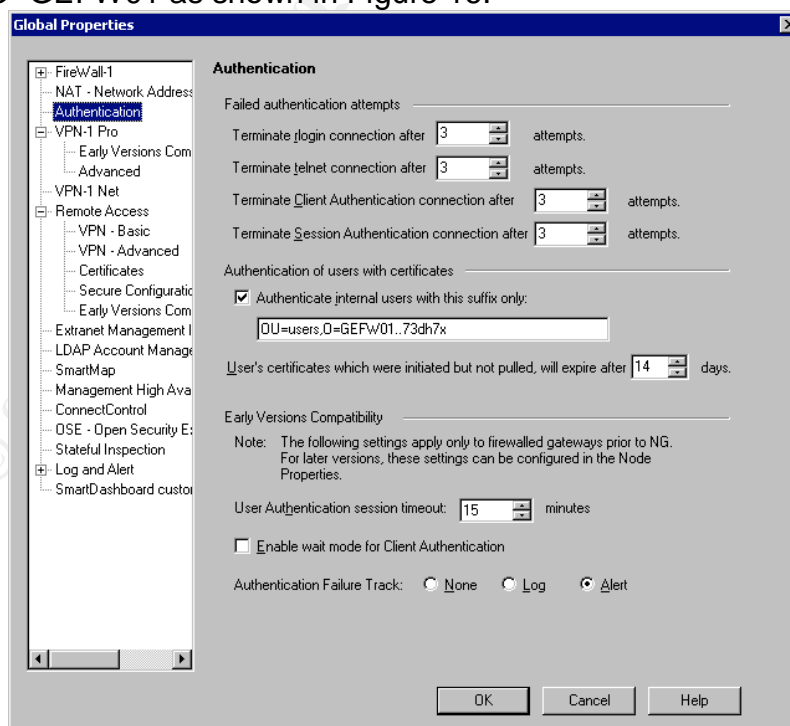 GEFW01 as shown in Figure 18.
Global Properties
FireWall-1
NAT - Network Address
Authentication
VPN-1 Pro
Early Versions Com
Advanced
VPN-1 Net
Remote Access
VPN - Basic
VPN - Advanced
Certificates
Secure Configuratic
Early Versions Com
Extranet Management I
LDAP Account Manage
SmartMap
Management High Ava
ConnectControl
OSE - Open Security E
Stateful Inspection
Log and Alert
SmartDashboard custo
Authentication
Failed authentication attempts
Terminate rlogin connection after 3 attempts.
Terminate telnet connection after 3 attempts.
Terminate Client Authentication connection after 3 attempts.
Terminate Session Authentication connection after 3 attempts.
Authentication of users with certificates
Authenticate internal users with this suffix only:
OU=users,O=GEFW01..73dh7x
User's certificates which were initiated but not pulled, will expire after 14 days.
Early Versions Compatibility
Note: The following settings apply only to firewalled gateways prior to NG.
For later versions, these settings can be configured in the Node
Properties.
User Authentication session timeout: 15 minutes
Enable wait mode for Client Authentication
Authentication Failure Track: None Log Alert
OK Cancel Help